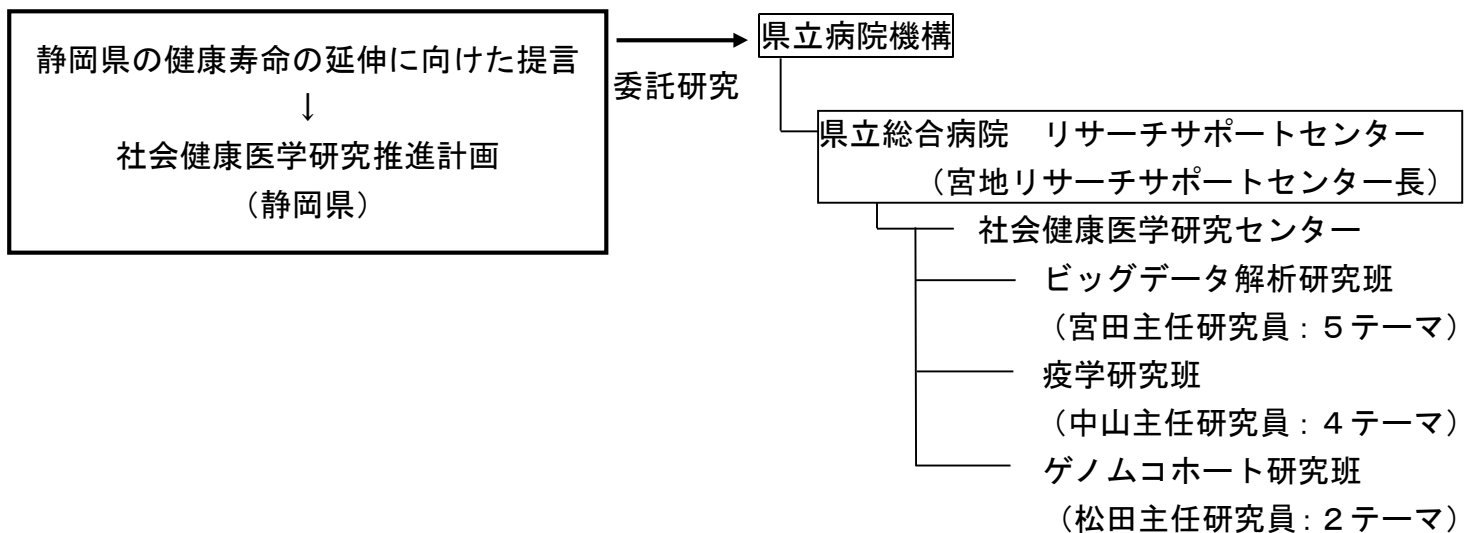 静岡県の健康寿命の延伸に向けた提言
↓
社会健康医学研究推進計画
（静岡県）
委託研究
県立病院機構
県立総合病院　リサーチサポートセンター
（宮地リサーチサポートセンター長）
社会健康医学研究センター
ビッグデータ解析研究班
（宮田主任研究員：５テーマ）
疫学研究班
（中山主任研究員：４テーマ）
ゲノムコホート研究班
（松田主任研究員：２テーマ）